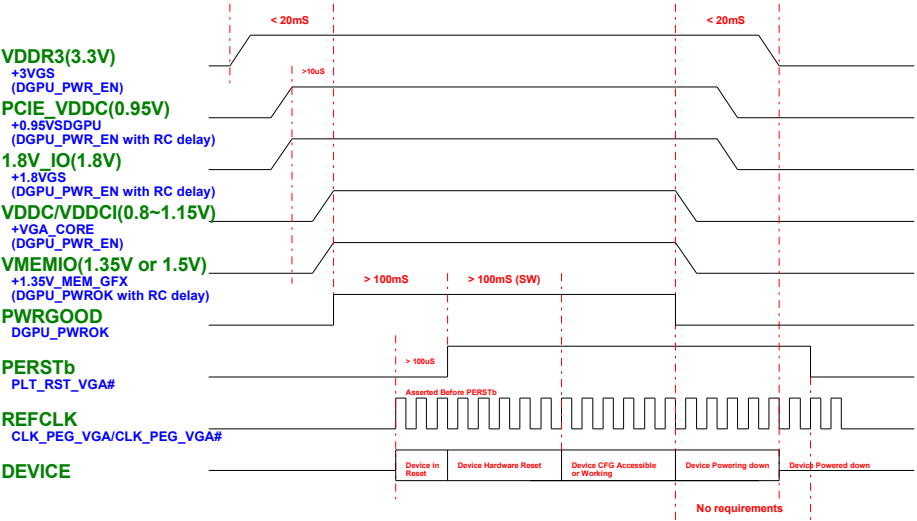 < 20mS
< 20mS
VDDR3(3.3V)
+3VGS
(DGPU_PWR_EN)
>10uS
PCIE_VDDC(0.95V)
+0.95VSDGPU
(DGPU_PWR_EN with RC delay)
1.8V_IO(1.8V)
+1.8VGS
(DGPU_PWR_EN with RC delay)
VDDC/VDDCI(0.8~1.15V)
+VGA_CORE
(DGPU_PWR_EN)
VMEMIO(1.35V or 1.5V)
+1.35V_MEM_GFX
(DGPU_PWROK with RC delay)
> 100mS
> 100mS (SW)
PWRGOOD
DGPU_PWROK
PERSTb
PLT_RST_VGA#
> 100uS
Asserted Before PERSTb
REFCLK
CLK_PEG_VGA/CLK_PEG_VGA#
DEVICE
Device in
Reset
Device Hardware Reset
Device CFG Accessible
or Working
Device Powering down
Device Powered down
No requirements